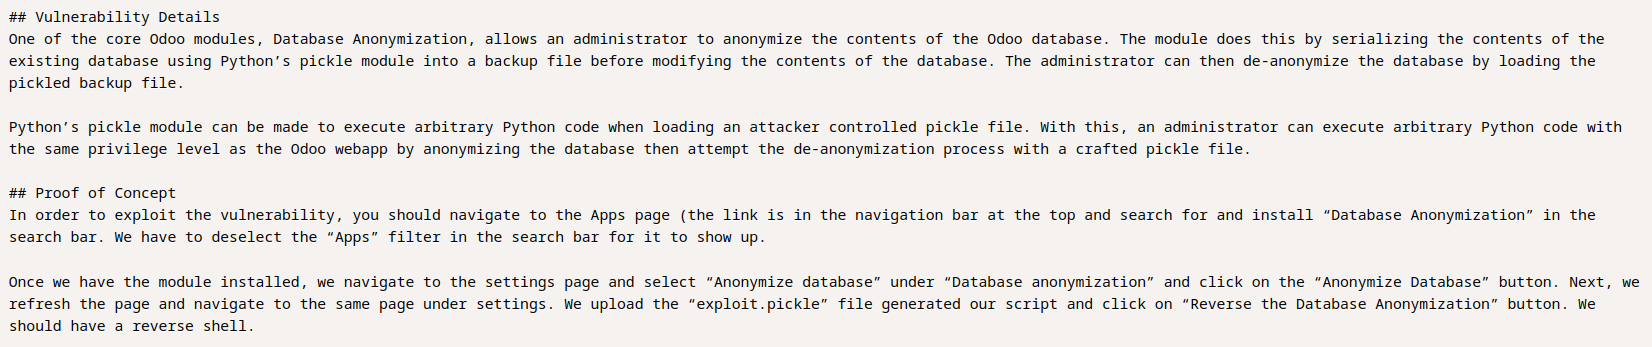 ## Vulnerability Details
One of the core Odoo modules, Database Anonymization, allows an administrator to anonymize the contents of the Odoo database. The module does this by serializing the contents of the
existing database using Python’s pickle module into a backup file before modifying the contents of the database. The administrator can then de-anonymize the database by loading the
pickled backup file.

Python’s pickle module can be made to execute arbitrary Python code when loading an attacker controlled pickle file. With this, an administrator can execute arbitrary Python code with
the same privilege level as the Odoo webapp by anonymizing the database then attempt the de-anonymization process with a crafted pickle file.

## Proof of Concept
In order to exploit the vulnerability, you should navigate to the Apps page (the link is in the navigation bar at the top and search for and install “Database Anonymization” in the
search bar. We have to deselect the “Apps” filter in the search bar for it to show up.

Once we have the module installed, we navigate to the settings page and select “Anonymize database” under “Database anonymization” and click on the “Anonymize Database” button. Next, we
refresh the page and navigate to the same page under settings. We upload the “exploit.pickle” file generated our script and click on “Reverse the Database Anonymization” button. We
should have a reverse shell.